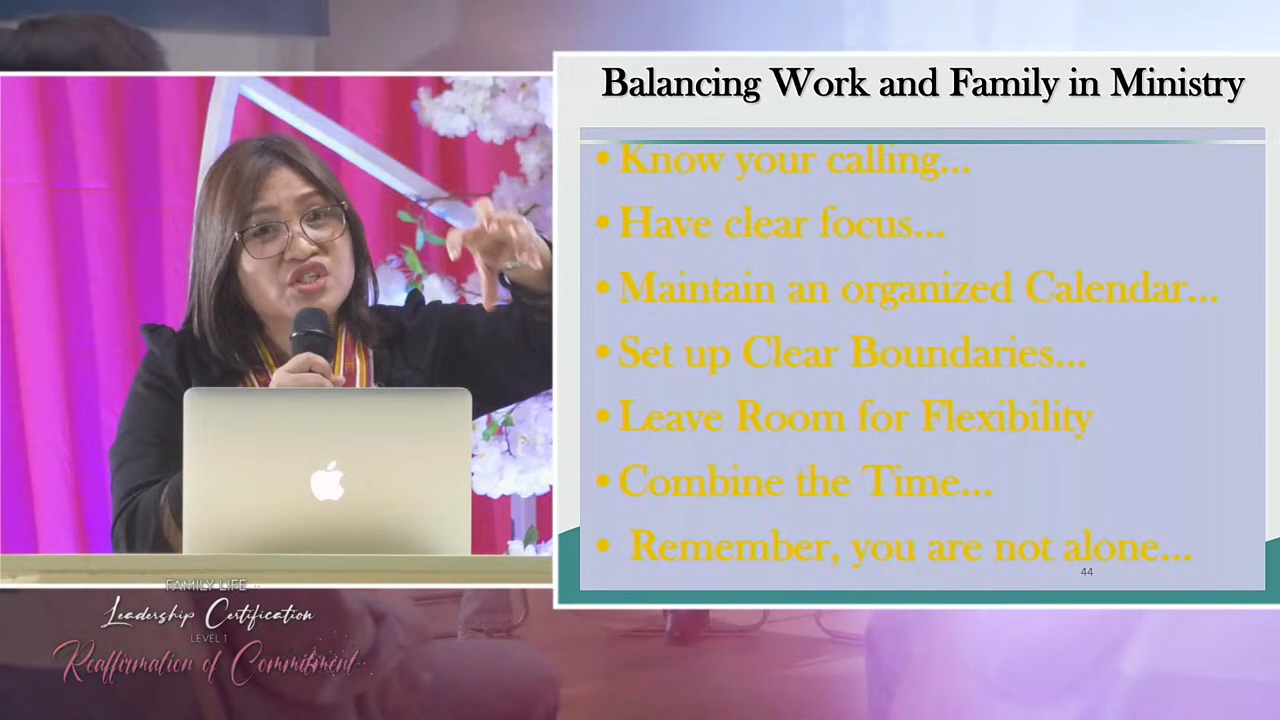 Balancing Work and Family in Ministry
• Know your calling...
• Have clear focus...
• Maintain an organized Calendar...
• Set up Clear Boundaries...
• Leave Room for Flexibility
• Combine the Time...
• Remember, you are not alone...
44
FAMILY LIFE
Leadership Certification
LEVEL 1
Reaffirmation of Commitment